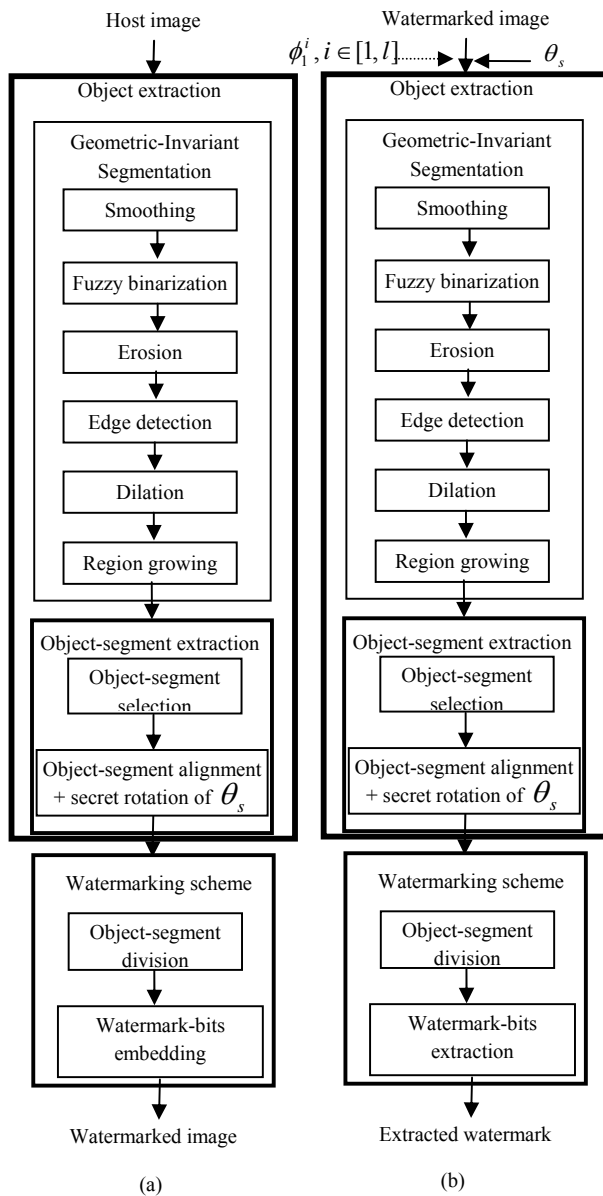 Host image
Object extraction
Geometric-Invariant
Segmentation
Smoothing
Fuzzy binarization
Erosion
Edge detection
Dilation
Region growing
Object-segment extraction
Object-segment
selection
Object-segment alignment
+ secret rotation of θ_s
Watermarking scheme
Object-segment
division
Watermark-bits
embedding
Watermarked image
(a)
Watermarked image
ϕ_1^i, i ∈ [1, l]
θ_s
Object extraction
Geometric-Invariant
Segmentation
Smoothing
Fuzzy binarization
Erosion
Edge detection
Dilation
Region growing
Object-segment extraction
Object-segment
selection
Object-segment alignment
+ secret rotation of θ_s
Watermarking scheme
Object-segment
division
Watermark-bits
extraction
Extracted watermark
(b)